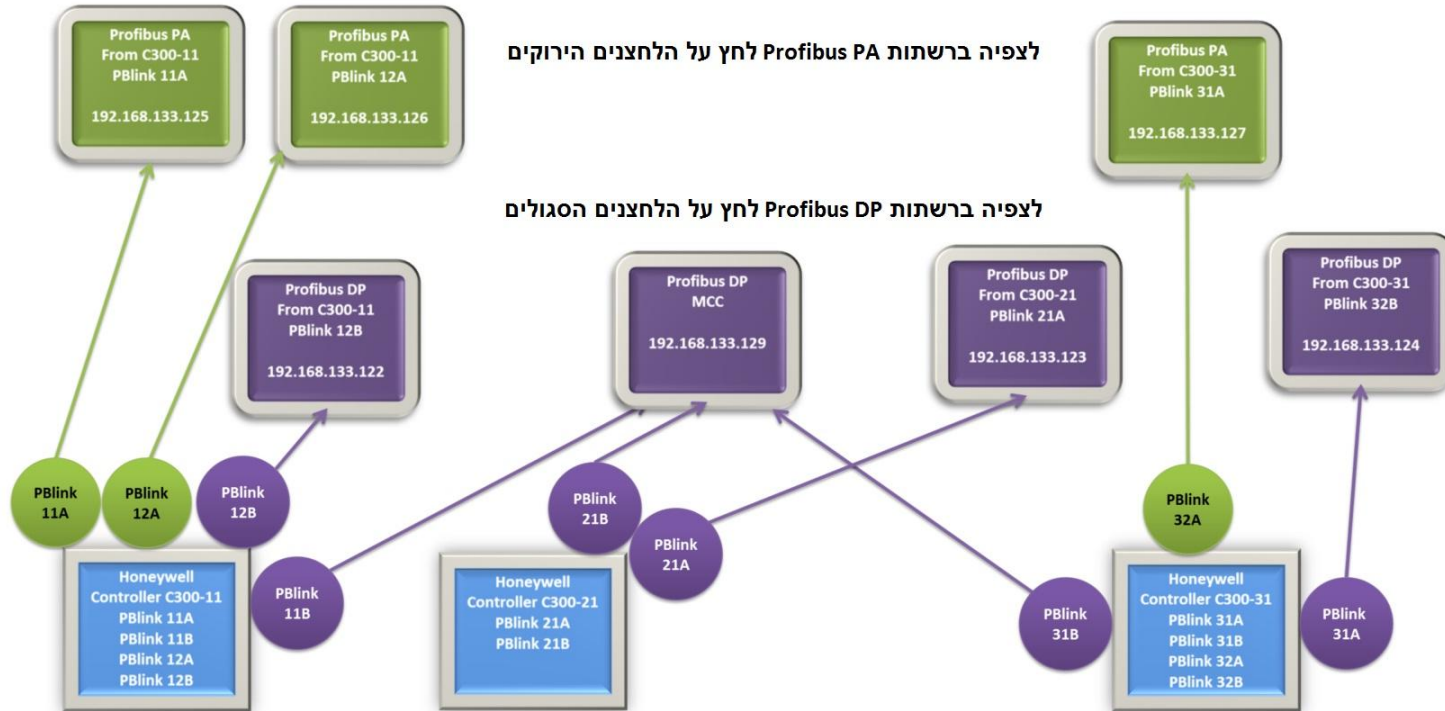 Profibus PA
From C300-11
PBlink 11A
192.168.133.125
Profibus PA
From C300-11
PBlink 12A
192.168.133.126
לצפיה ברשתות Profibus PA לחץ על הלחצנים הירוקים
Profibus PA
From C300-31
PBlink 31A
192.168.133.127
לצפיה ברשתות Profibus DP לחץ על הלחצנים הסגולים
Profibus DP
From C300-11
PBlink 12B
192.168.133.122
Profibus DP
MCC
192.168.133.129
Profibus DP
From C300-21
PBlink 21A
192.168.133.123
Profibus DP
From C300-31
PBlink 32B
192.168.133.124
PBlink
11A
PBlink
12A
PBlink
12B
PBlink
11B
PBlink
21B
PBlink
21A
PBlink
32A
PBlink
31B
PBlink
31A
Honeywell
Controller C300-11
PBlink 11A
PBlink 11B
PBlink 12A
PBlink 12B
Honeywell
Controller C300-21
PBlink 21A
PBlink 21B
Honeywell
Controller C300-31
PBlink 31A
PBlink 31B
PBlink 32A
PBlink 32B